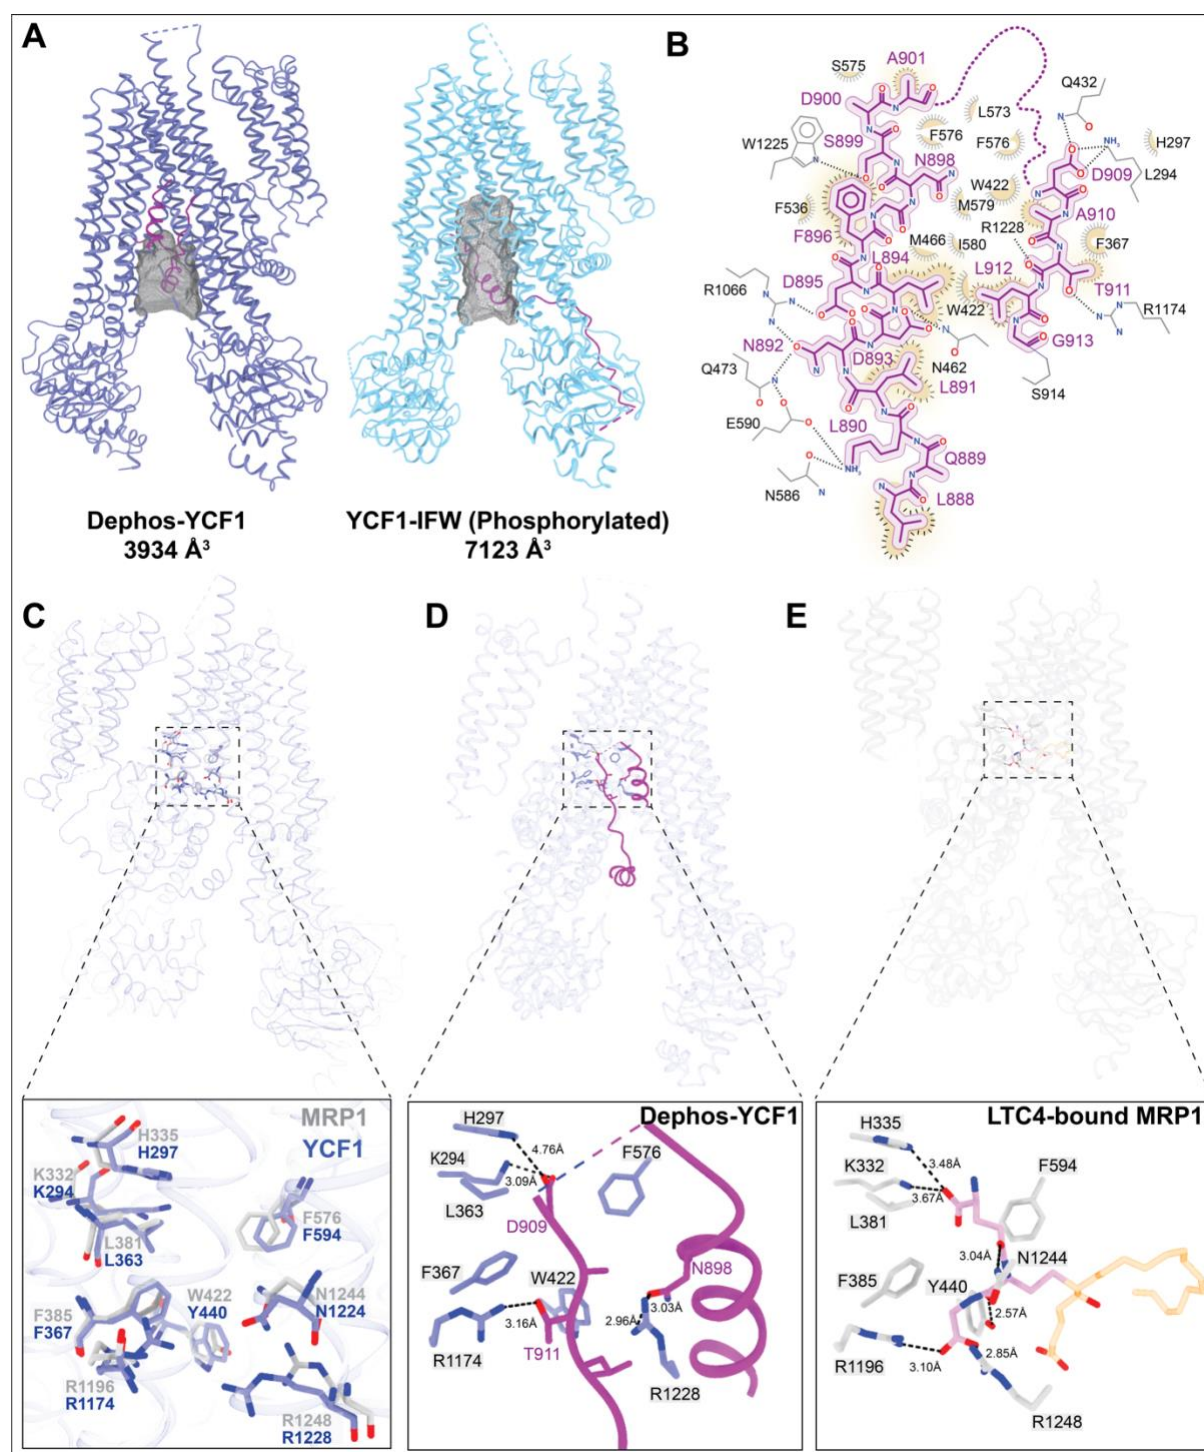 A
Dephos-YCF1
3934 Å³
YCF1-IFW (Phosphorylated)
7123 Å³
B
A901
S575
Q432
D900
L573
W1225
S899
F576
F576
NH₃
H297
N898
D909
L294
W422
F536
M579
A910
R1228
F896
M466
I580
F367
L894
L912
D895
T911
R1066
W422
R1174
N892
G913
D893
N462
Q473
L891
S914
E590
L890
NH₃
Q889
N586
L888
C
D
E
MRP1
YCF1
H335
H297
K332
K294
F576
F594
L381
L363
W422
Y440
N1244
N1224
F385
F367
R1196
R1174
R1248
R1228
Dephos-YCF1
H297
4.76Å
F576
K294
3.09Å
L363
D909
N898
F367
W422
3.03Å
2.96Å
3.16Å
R1174
T911
R1228
LTC4-bound MRP1
H335
3.48Å
F594
K332
3.67Å
L381
3.04Å
N1244
F385
Y440
2.57Å
R1196
2.85Å
3.10Å
R1248